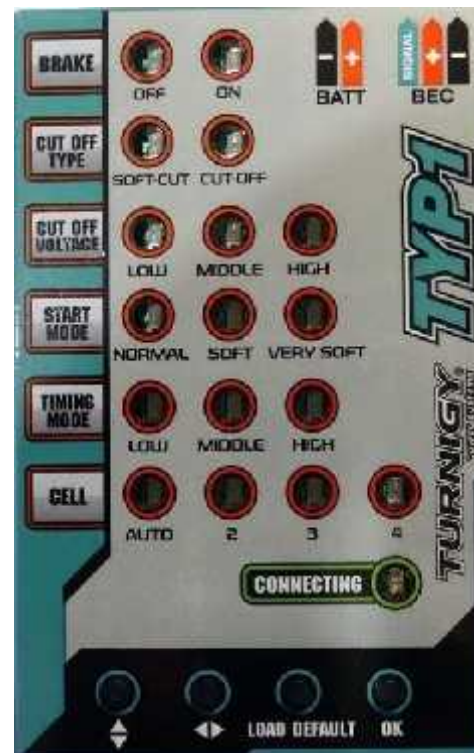 BRAKE
OFF ON
BATT BEC
SIGNAL
CUT OFF
TYPE
SOFT-CUT CUT-OFF
CUT OFF
VOLTAGE
LOW MIDDLE HIGH
START
MODE
NORMAL SOFT VERY SOFT
TIMING
MODE
LOW MIDDLE HIGH
CELL
AUTO 2 3 4
CONNECTING
LOAD DEFAULT OK
TYP1
TURNIGY